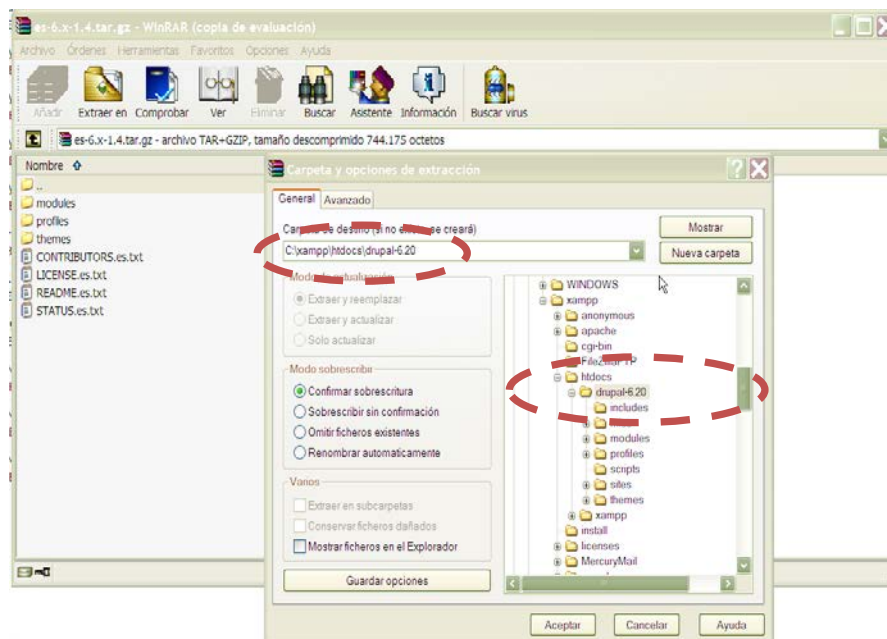 es-6.x-1.4.tar.gz - WinRAR (copia de evaluación)
Archivo Órdenes Herramientas Favoritos Opciones Ayuda
Añadir Extraer en Comprobar Ver Eliminar Buscar Asistente Información Buscar virus
es-6.x-1.4.tar.gz - archivo TAR+GZIP, tamaño descomprimido 744.175 octetos
Nombre
..
modules
profiles
themes
CONTRIBUTORS.es.txt
LICENSE.es.txt
README.es.txt
STATUS.es.txt
Carpeta y opciones de extracción
General Avanzado
Carpeta de destino (si no existe, se creará)
Mostrar
C:\xampp\htdocs\drupal-6.20
Nueva carpeta
Modo de actualización
Extraer y reemplazar
Extraer y actualizar
Solo actualizar
Modo sobrescribir
Confirmar sobrescritura
Sobrescribir sin confirmación
Omitir ficheros existentes
Renombrar automaticamente
Varios
Extraer en subcarpetas
Conservar ficheros dañados
Mostrar ficheros en el Explorador
Guardar opciones
WINDOWS
xampp
anonymous
apache
cgi-bin
FileZillaFTP
htdocs
drupal-6.20
includes
modules
profiles
scripts
sites
themes
xampp
install
licenses
MercuryMail
Aceptar Cancelar Ayuda